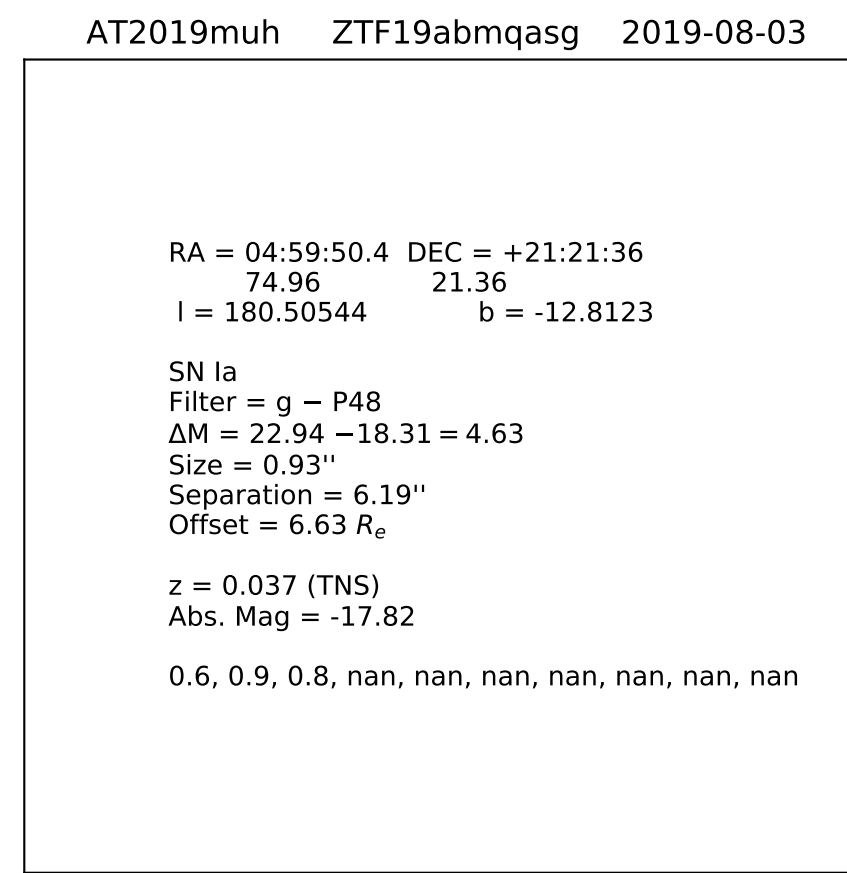 AT2019muh ZTF19abmqasg 2019-08-03
RA = 04:59:50.4 DEC = +21:21:36
74.96 21.36
l = 180.50544 b = -12.8123
SN Ia
Filter = g − P48
ΔM = 22.94 −18.31 = 4.63
Size = 0.93''
Separation = 6.19''
Offset = 6.63 Re
z = 0.037 (TNS)
Abs. Mag = -17.82
0.6, 0.9, 0.8, nan, nan, nan, nan, nan, nan, nan